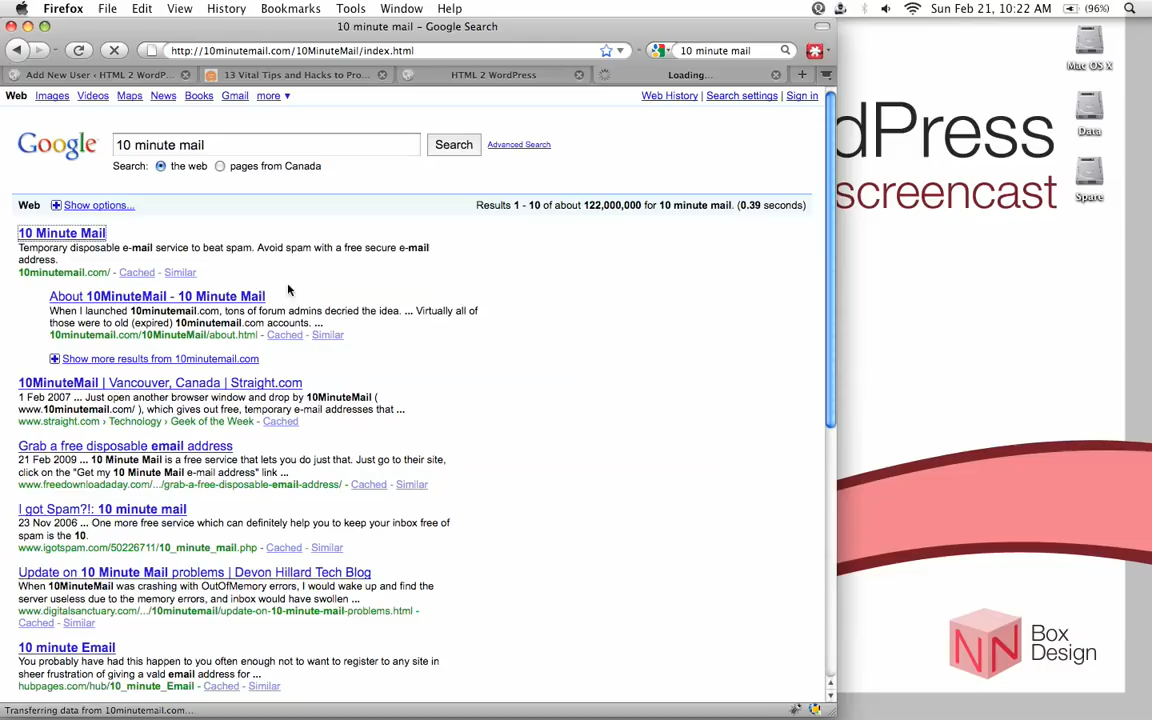 Firefox File Edit View History Bookmarks Tools Window Help Sun Feb 21, 10:22 AM (96%)
10 minute mail - Google Search
http://10minutemail.com/10MinuteMail/index.html 10 minute mail
Add New User ‹ HTML 2 WordP... 13 Vital Tips and Hacks to Pro... HTML 2 WordPress Loading...
Web Images Videos Maps News Books Gmail more ▼ Web History | Search settings | Sign in
Google 10 minute mail Search Advanced Search
Search: the web pages from Canada
Web Show options... Results 1 - 10 of about 122,000,000 for 10 minute mail. (0.39 seconds)
10 Minute Mail
Temporary disposable e-mail service to beat spam. Avoid spam with a free secure e-mail
address.
10minutemail.com/ - Cached - Similar
About 10MinuteMail - 10 Minute Mail
When I launched 10minutemail.com, tons of forum admins decried the idea. ... Virtually all of
those were to old (expired) 10minutemail.com accounts. ...
10minutemail.com/10MinuteMail/about.html - Cached - Similar
Show more results from 10minutemail.com
10MinuteMail | Vancouver, Canada | Straight.com
1 Feb 2007 ... Just open another browser window and drop by 10MinuteMail (
www.10minutemail.com/ ), which gives out free, temporary e-mail addresses that ...
www.straight.com › Technology › Geek of the Week - Cached
Grab a free disposable email address
21 Feb 2009 ... 10 Minute Mail is a free service that lets you do just that. Just go to their site,
click on the "Get my 10 Minute Mail e-mail address" link ...
www.freedownloadaday.com/.../grab-a-free-disposable-email-address/ - Cached - Similar
I got Spam?!: 10 minute mail
23 Nov 2006 ... One more free service which can definitely help you to keep your inbox free of
spam is the 10.
www.igotspam.com/50226711/10_minute_mail.php - Cached - Similar
Update on 10 Minute Mail problems | Devon Hillard Tech Blog
When 10MinuteMail was crashing with OutOfMemory errors, I would wake up and find the
server useless due to the memory errors, and inbox would have swollen ...
www.digitalsanctuary.com/.../10minutemail/update-on-10-minute-mail-problems.html -
Cached - Similar
10 minute Email
You probably have had this happen to you often enough not to want to register to any site in
sheer frustration of giving a vald email address for ...
hubpages.com/hub/10_minute_Email - Cached - Similar
Transferring data from 10minutemail.com...
Mac OS X
Data
Spare
dPress
screencast
NN Box
Design